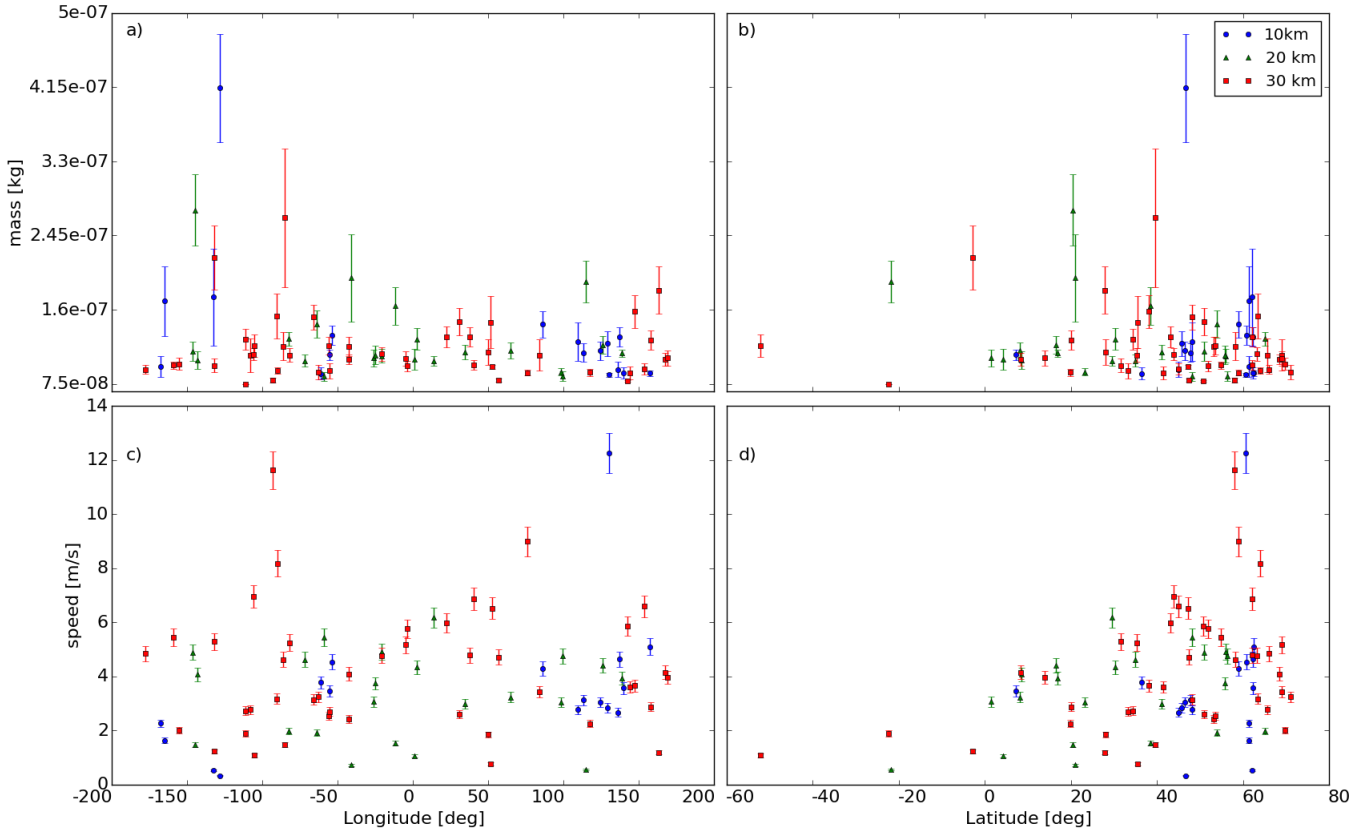 a)
b)
10km
20 km
30 km
5e-07
4.15e-07
3.3e-07
2.45e-07
1.6e-07
7.5e-08
mass [kg]
c)
d)
14
12
10
8
6
4
2
0
speed [m/s]
-200 -150 -100 -50 0 50 100 150 200
-60 -40 -20 0 20 40 60 80
Longitude [deg]
Latitude [deg]